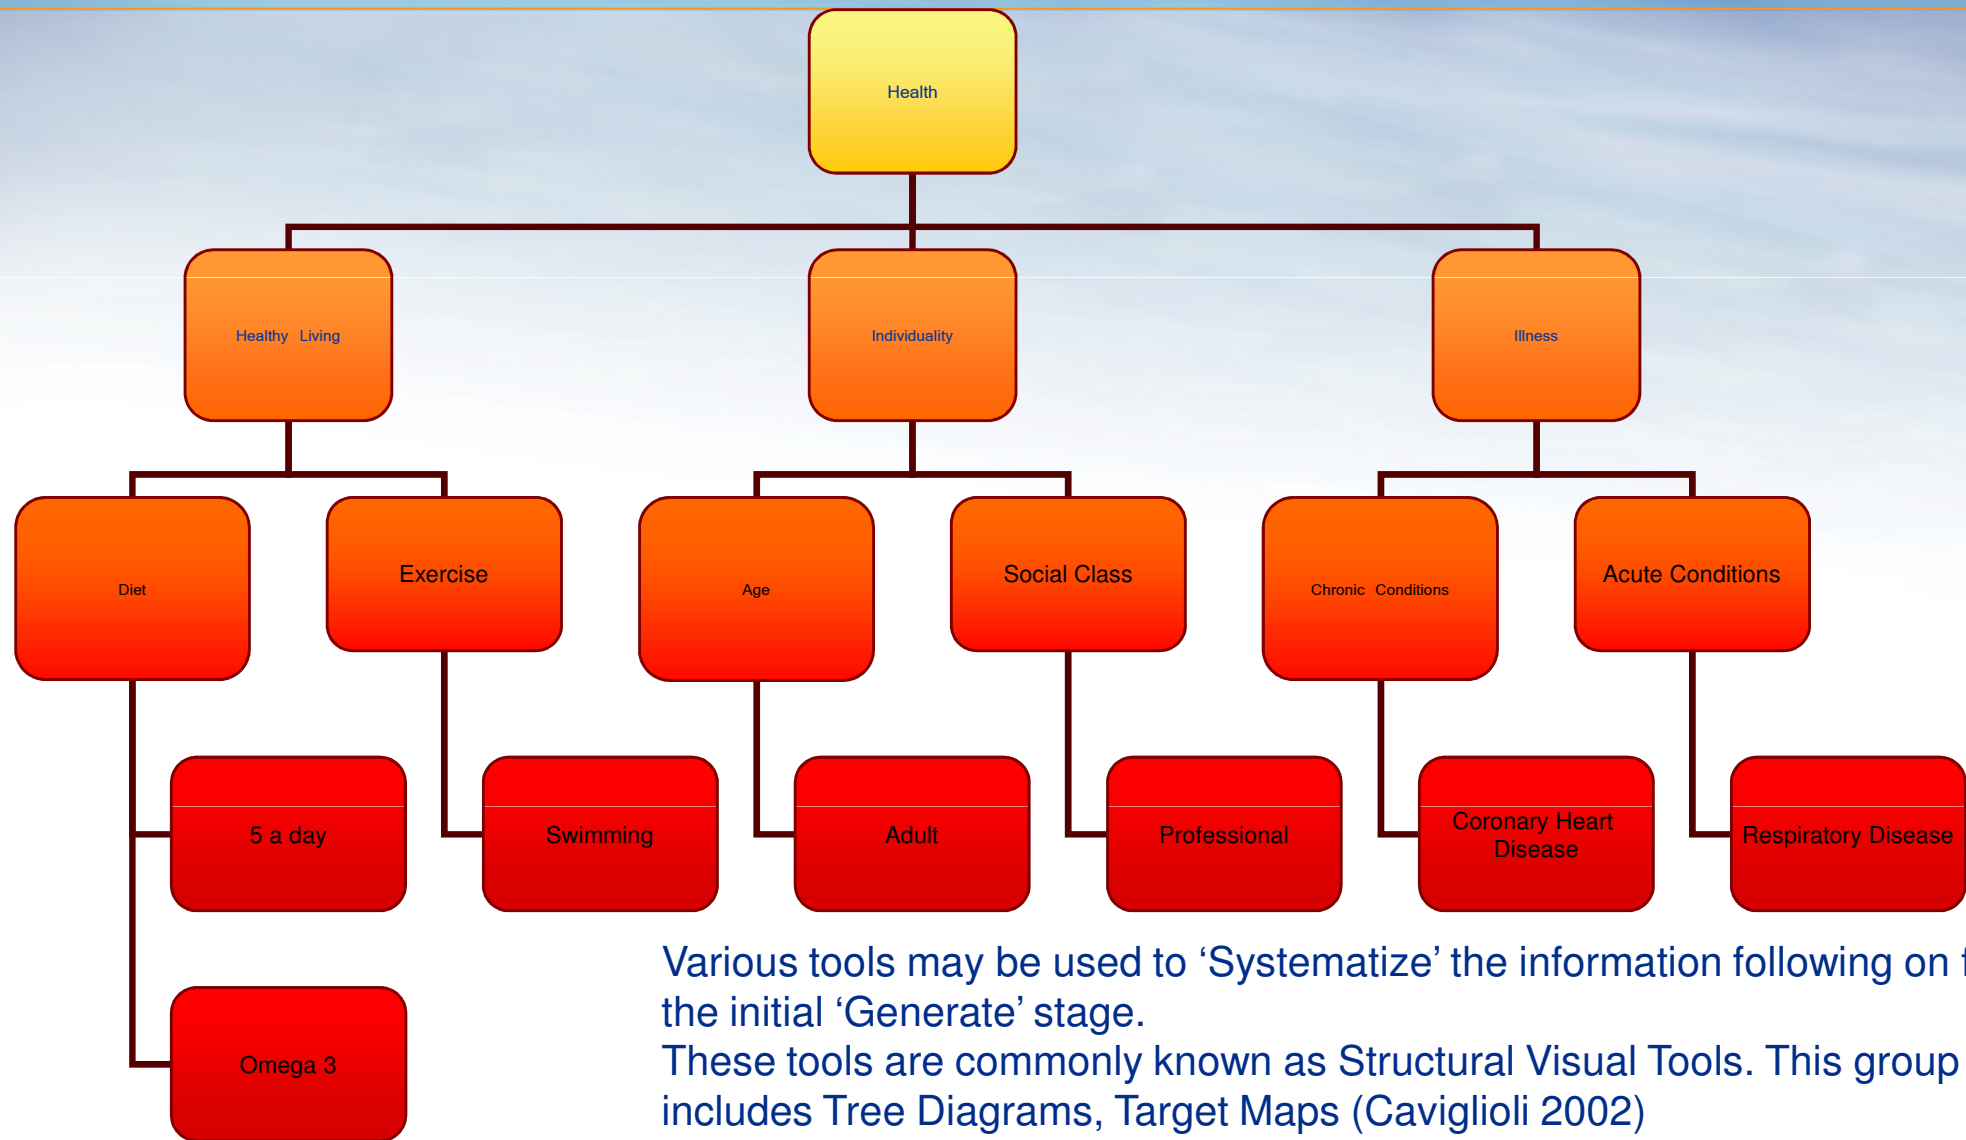 Health
Healthy Living
Individuality
Illness
Diet
Exercise
Age
Social Class
Chronic Conditions
Acute Conditions
5 a day
Swimming
Adult
Professional
Coronary Heart
Disease
Respiratory Disease
Omega 3
Various tools may be used to ‘Systematize’ the information following on
the initial ‘Generate’ stage.
These tools are commonly known as Structural Visual Tools. This group
includes Tree Diagrams, Target Maps (Caviglioli 2002)